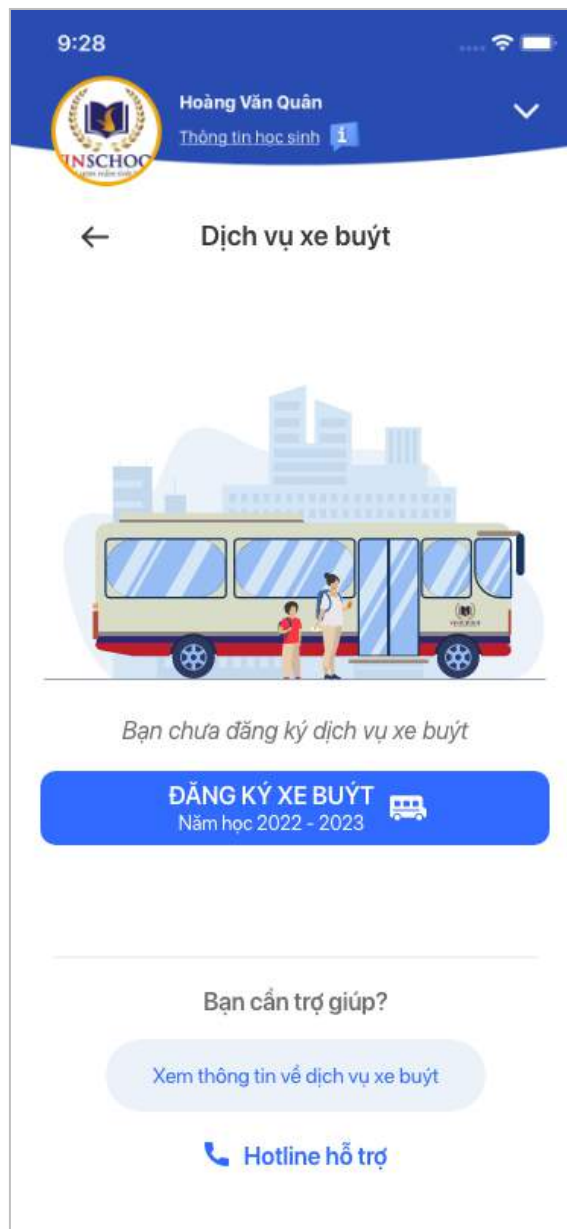 9:28
Hoàng Văn Quân
Thông tin học sinh
INSCHOO
Dịch vụ xe buýt
Bạn chưa đăng ký dịch vụ xe buýt
ĐĂNG KÝ XE BUÝT
Năm học 2022 - 2023
Bạn cần trợ giúp?
Xem thông tin về dịch vụ xe buýt
Hotline hỗ trợ